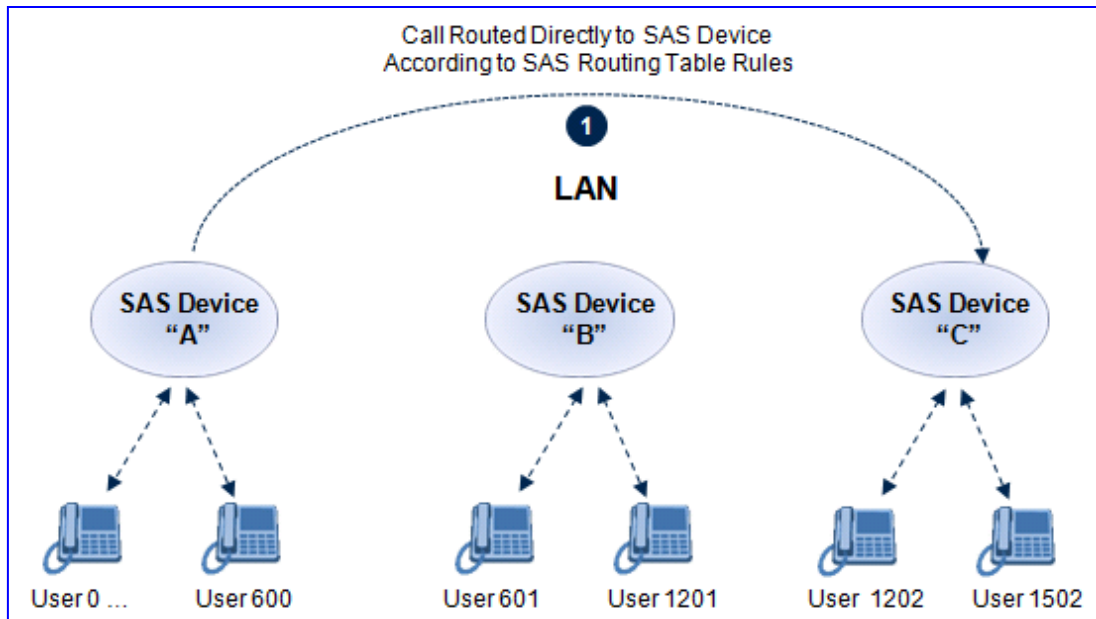 Call Routed Directly to SAS Device
According to SAS Routing Table Rules
1
LAN
SAS Device
“A”
SAS Device
“B”
SAS Device
“C”
User 0 ...
User 600
User 601
User 1201
User 1202
User 1502